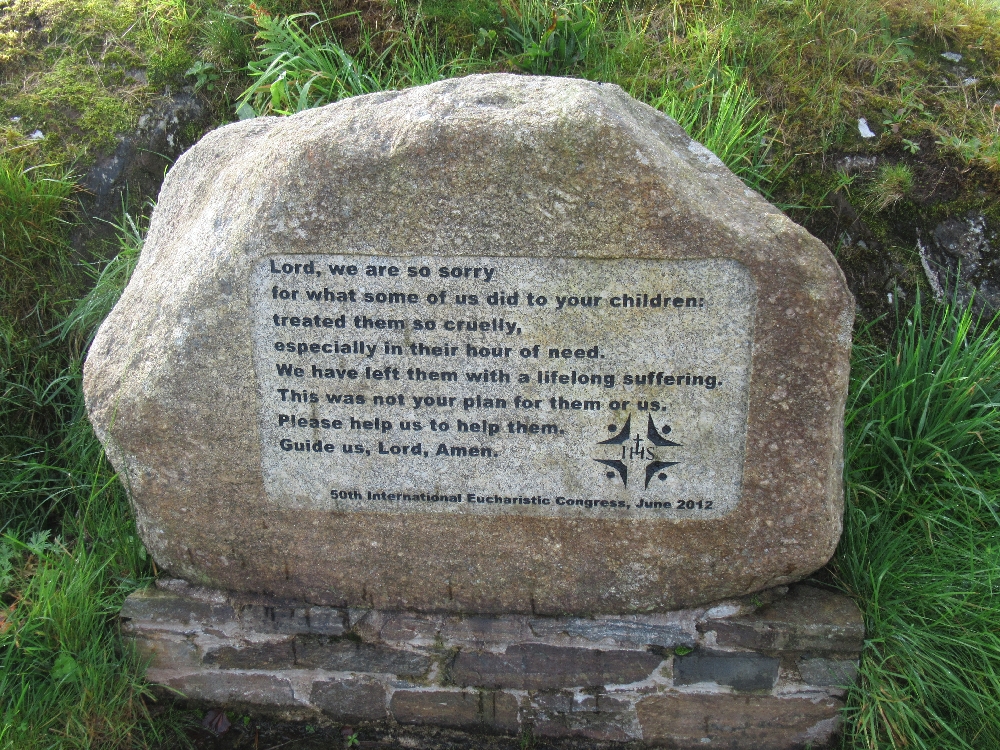 Lord, we are so sorry
for what some of us did to your children:
treated them so cruelly,
especially in their hour of need.
We have left them with a lifelong suffering.
This was not your plan for them or us.
Please help us to help them.
Guide us, Lord, Amen.
IHS
50th International Eucharistic Congress, June 2012